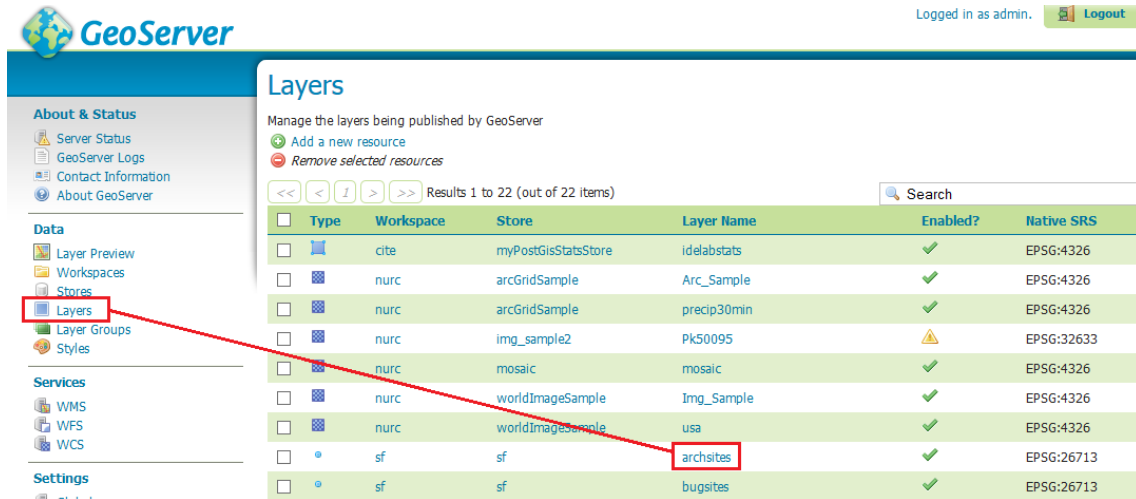 Logged in as admin. Logout
GeoServer
About & Status
Server Status
GeoServer Logs
Contact Information
About GeoServer
Data
Layer Preview
Workspaces
Stores
Layers
Layer Groups
Styles
Services
WMS
WFS
WCS
Settings
Layers
Manage the layers being published by GeoServer
Add a new resource
Remove selected resources
<< < 1 > >> Results 1 to 22 (out of 22 items) Search
Type Workspace Store Layer Name Enabled? Native SRS
cite myPostGisStatsStore idelabstats EPSG:4326
nurc arcGridSample Arc_Sample EPSG:4326
nurc arcGridSample precip30min EPSG:4326
nurc img_sample2 Pk50095 EPSG:32633
nurc mosaic mosaic EPSG:4326
nurc worldImageSample Img_Sample EPSG:4326
nurc worldImageSample usa EPSG:4326
sf sf archsites EPSG:26713
sf sf bugsites EPSG:26713